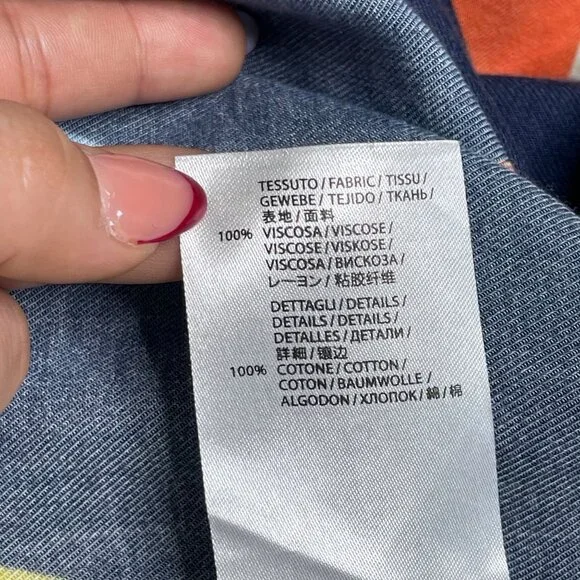 TESSUTO / FABRIC / TISSU /
GEWEBE / TEJIDO / ТКАНЬ /
表地 / 面料
100% VISCOSA / VISCOSE /
VISCOSE / VISKOSE /
VISCOSA / ВИСКОЗА /
レーヨン / 粘胶纤维
DETTAGLI / DETAILS /
DETAILS / DETAILS /
DETALLES / ДЕТАЛИ /
詳細 / 镶边
100% COTONE / COTTON /
COTON / BAUMWOLLE /
ALGODON / ХЛОПОК / 綿 / 棉